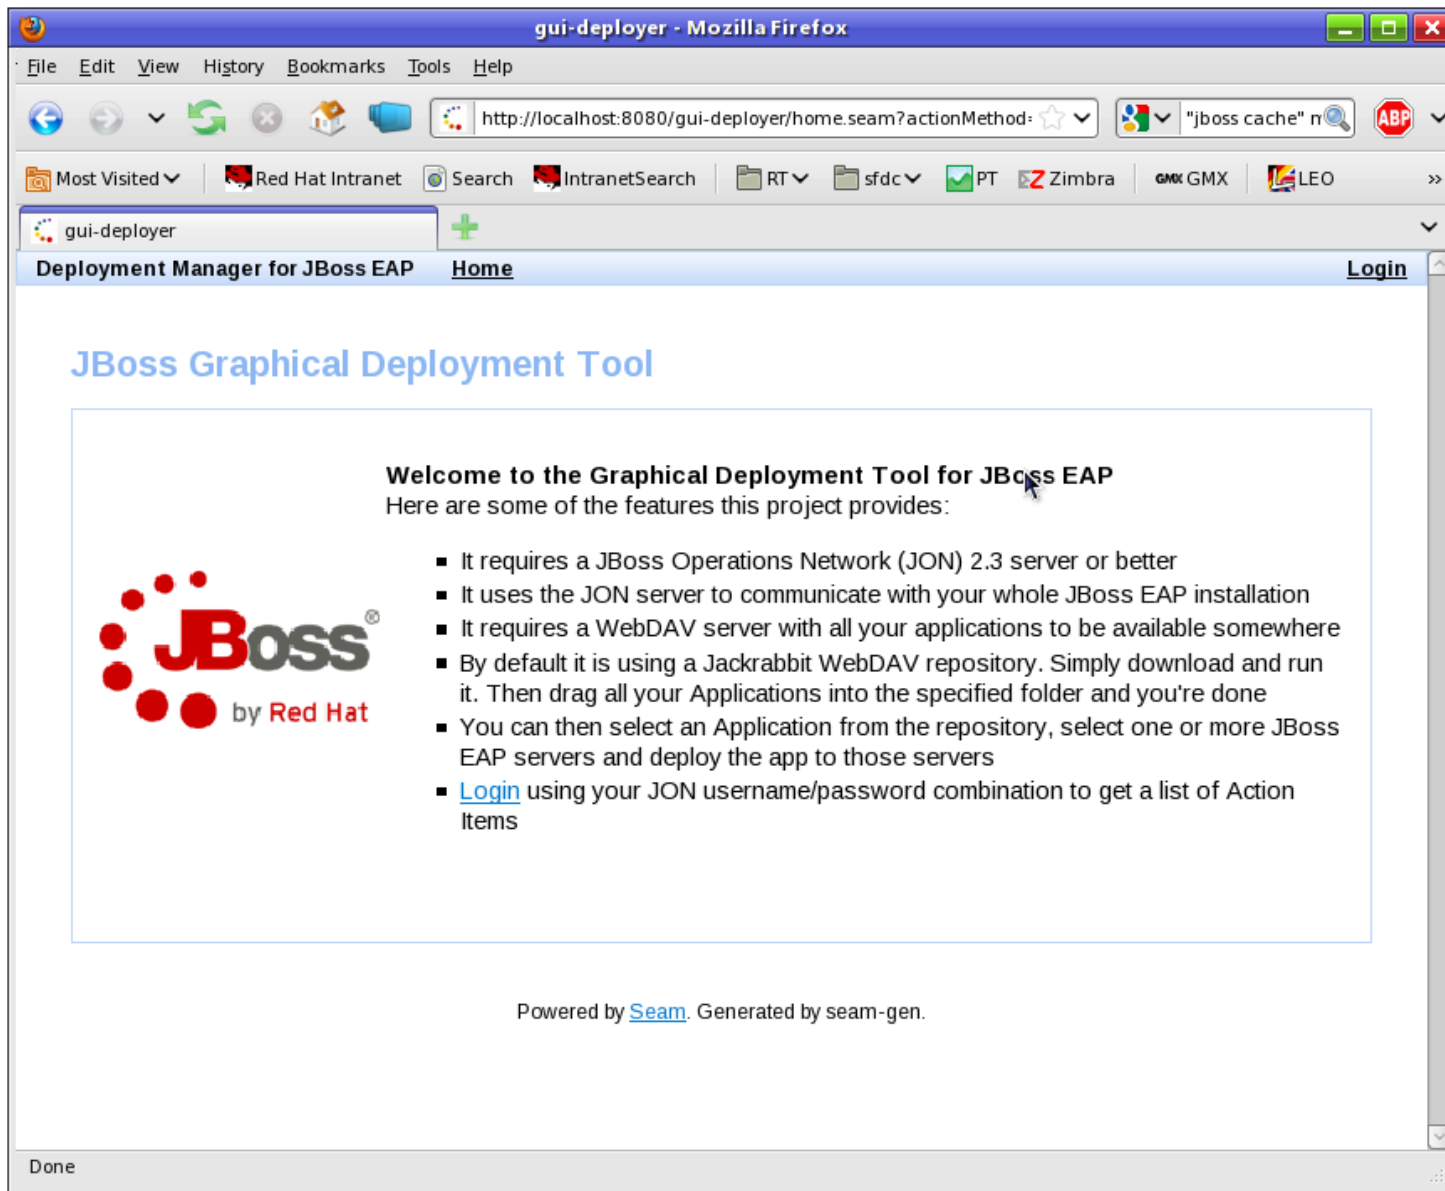 gui-deployer - Mozilla Firefox
File Edit View History Bookmarks Tools Help
http://localhost:8080/gui-deployer/home.seam?actionMethod= "jboss cache" ABP
Most Visited Red Hat Intranet Search IntranetSearch RT sfdc PT Zimbra GMX GMX LEO »
gui-deployer
Deployment Manager for JBoss EAP Home Login
JBoss Graphical Deployment Tool
Welcome to the Graphical Deployment Tool for JBoss EAP
Here are some of the features this project provides:
It requires a JBoss Operations Network (JON) 2.3 server or better
It uses the JON server to communicate with your whole JBoss EAP installation
It requires a WebDAV server with all your applications to be available somewhere
By default it is using a Jackrabbit WebDAV repository. Simply download and run
it. Then drag all your Applications into the specified folder and you're done
You can then select an Application from the repository, select one or more JBoss
EAP servers and deploy the app to those servers
Login using your JON username/password combination to get a list of Action
Items
JBoss®
by Red Hat
Powered by Seam. Generated by seam-gen.
Done